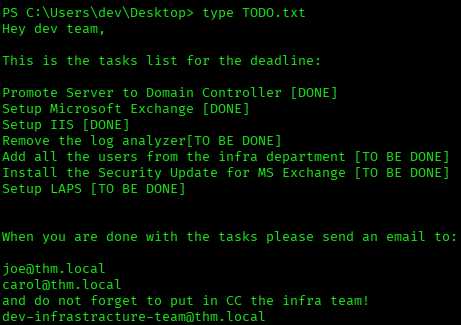 PS C:\Users\dev\Desktop> type TODO.txt
Hey dev team,
This is the tasks list for the deadline:
Promote Server to Domain Controller [DONE]
Setup Microsoft Exchange [DONE]
Setup IIS [DONE]
Remove the log analyzer[TO BE DONE]
Add all the users from the infra department [TO BE DONE]
Install the Security Update for MS Exchange [TO BE DONE]
Setup LAPS [TO BE DONE]
When you are done with the tasks please send an email to:
joe@thm.local
carol@thm.local
and do not forget to put in CC the infra team!
dev-infrastracture-team@thm.local